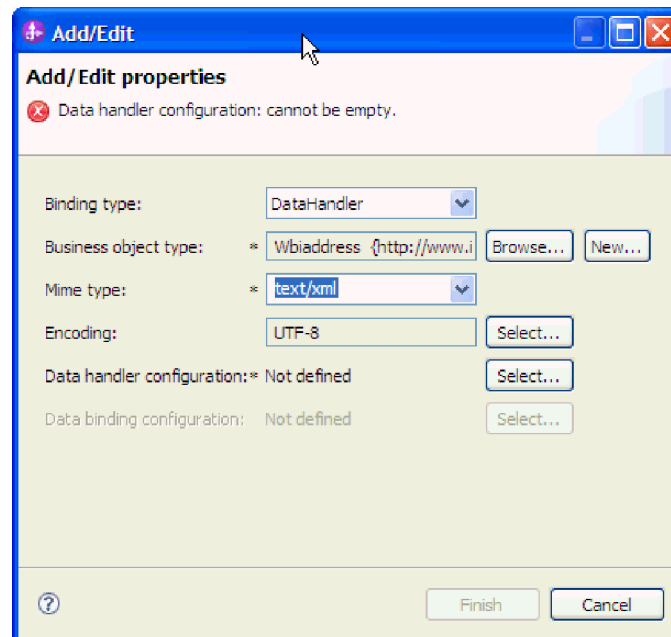 Add/Edit
Add/Edit properties
Data handler configuration: cannot be empty.
Binding type: DataHandler
Business object type: * Wbiaddress {http://www.i Browse... New...
Mime type: * text/xml
Encoding: UTF-8 Select...
Data handler configuration:* Not defined Select...
Data binding configuration: Not defined Select...
? Finish Cancel